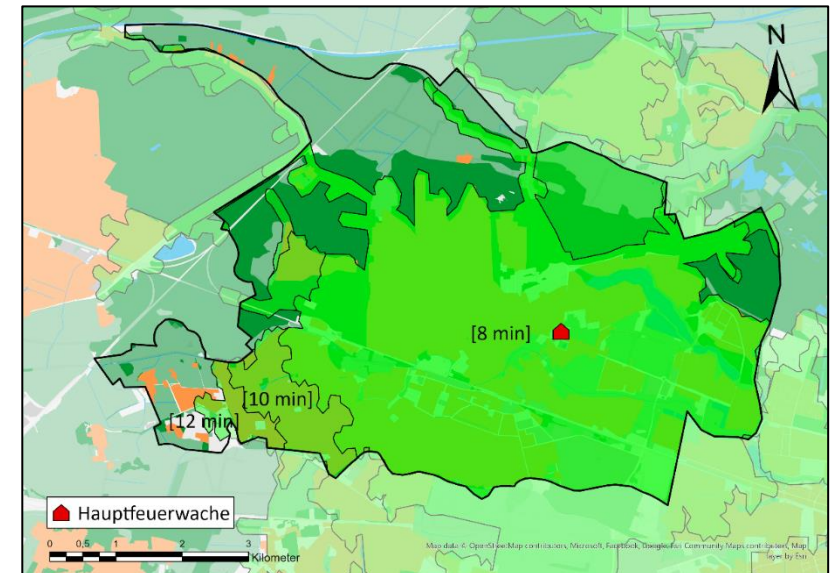 N
[8 min]
[10 min]
[12 min]
Hauptfeuerwache
0 0,5 1 2 3
Kilometer
Map data © OpenStreetMap contributors, Microsoft, Facebook, Google, Esri Community Maps contributors, Map
layer by Esri